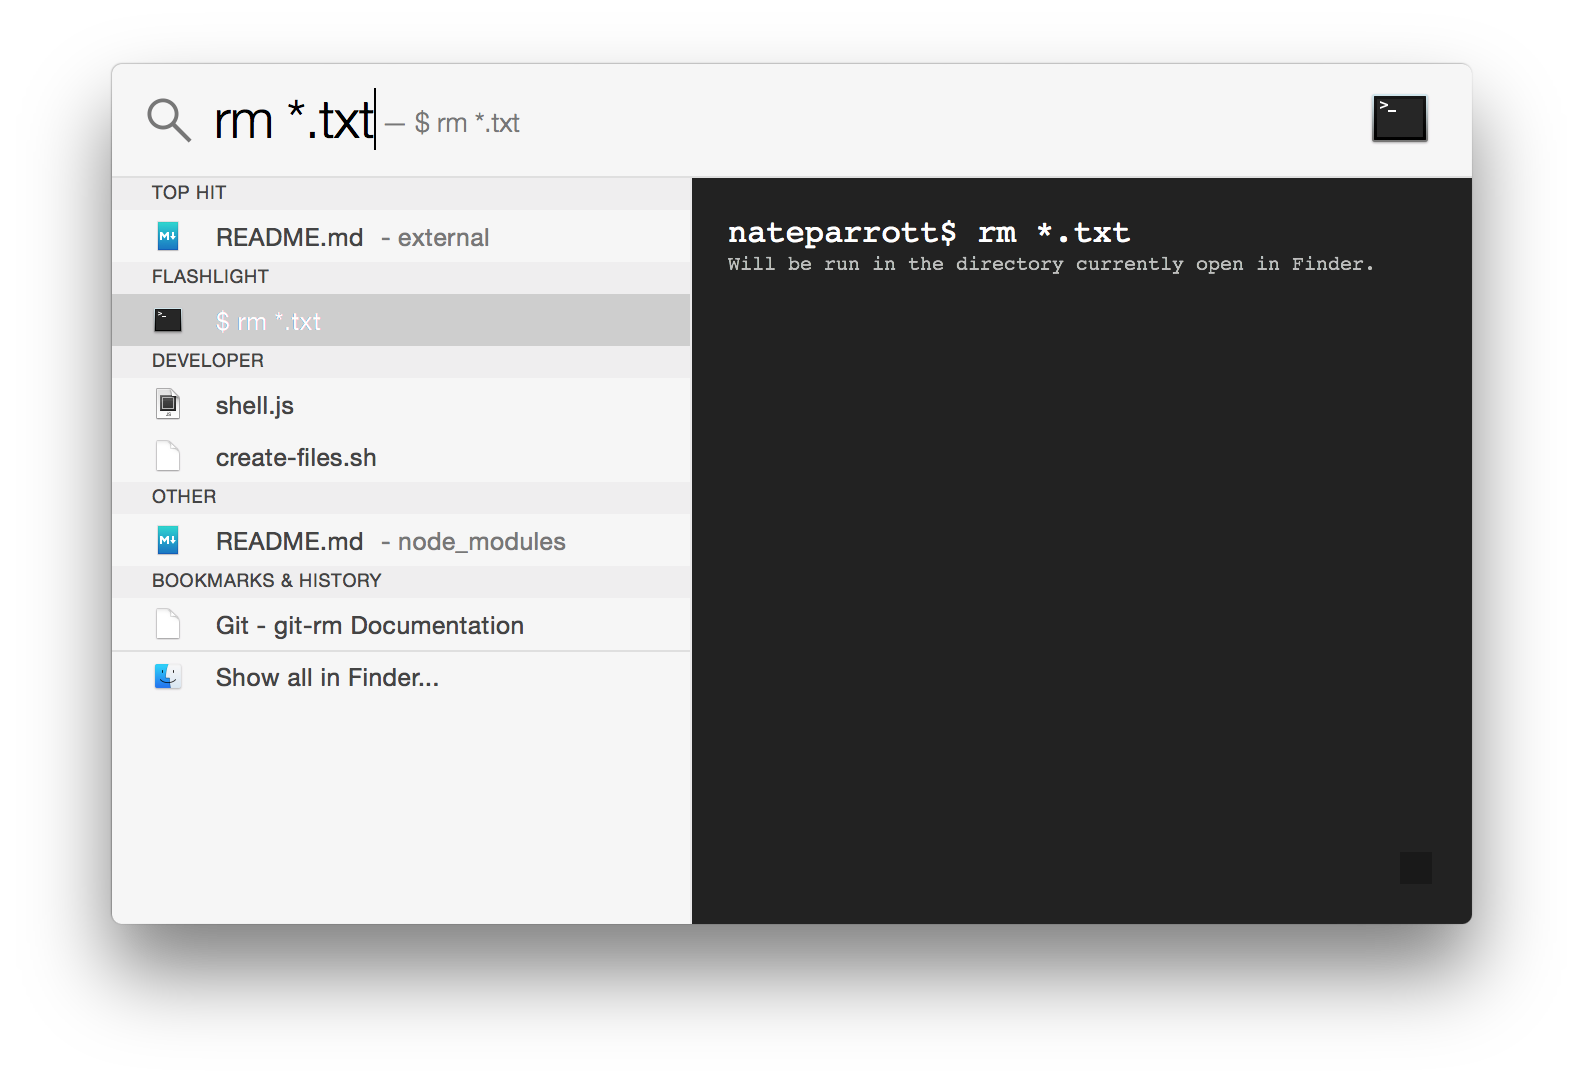 rm *.txt — $ rm *.txt
>_
TOP HIT
README.md - external
FLASHLIGHT
>_ $ rm *.txt
DEVELOPER
JS shell.js
create-files.sh
OTHER
M↓ README.md - node_modules
BOOKMARKS & HISTORY
Git - git-rm Documentation
Show all in Finder...
nateparrott$ rm *.txt
Will be run in the directory currently open in Finder.